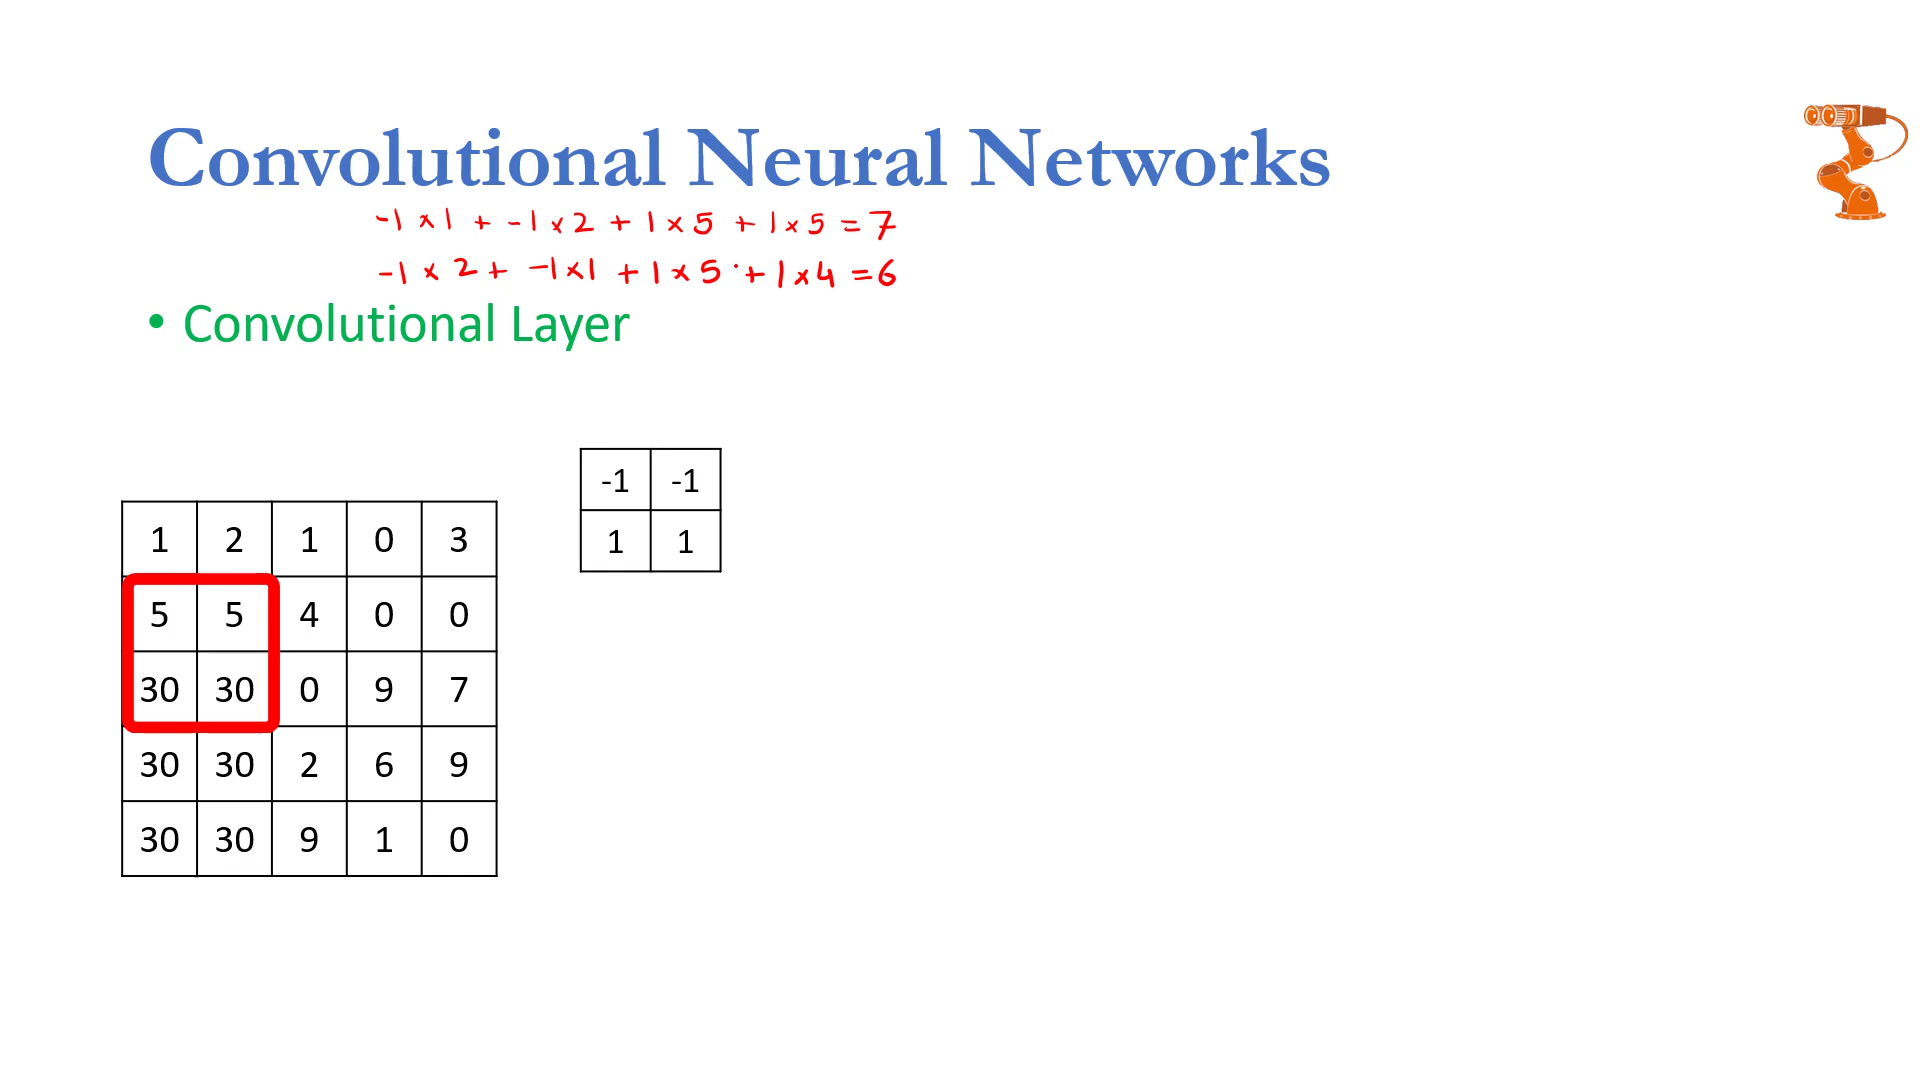 Convolutional Neural Networks
-1 × 1 + -1 × 2 + 1 × 5 + 1 × 5 = 7
-1 × 2 + -1 × 1 + 1 × 5 + 1 × 4 = 6
• Convolutional Layer
-1 -1
1 1
1 2 1 0 3
5 5 4 0 0
30 30 0 9 7
30 30 2 6 9
30 30 9 1 0